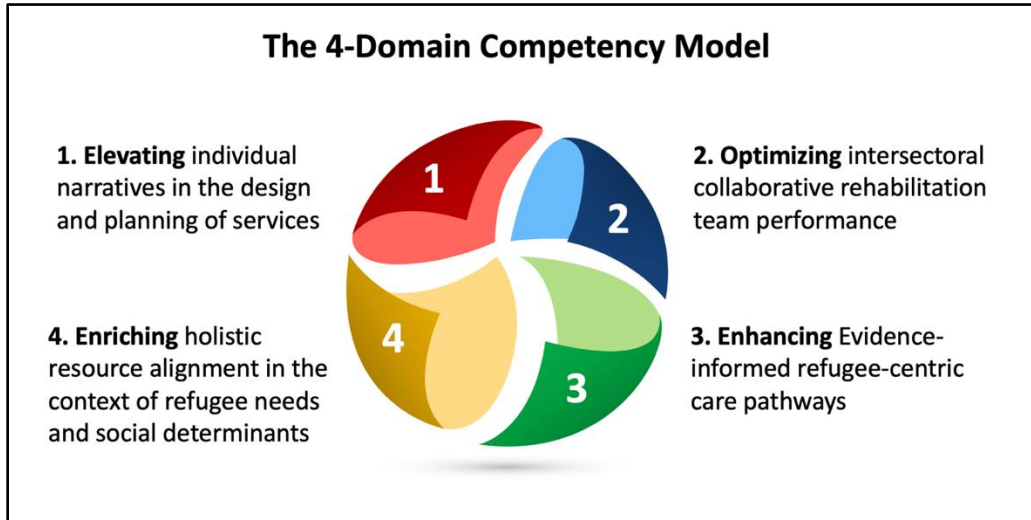 The 4-Domain Competency Model
1. Elevating individual
narratives in the design
and planning of services
1
2
2. Optimizing intersectoral
collaborative rehabilitation
team performance
4. Enriching holistic
resource alignment in the
context of refugee needs
and social determinants
4
3
3. Enhancing Evidence-
informed refugee-centric
care pathways